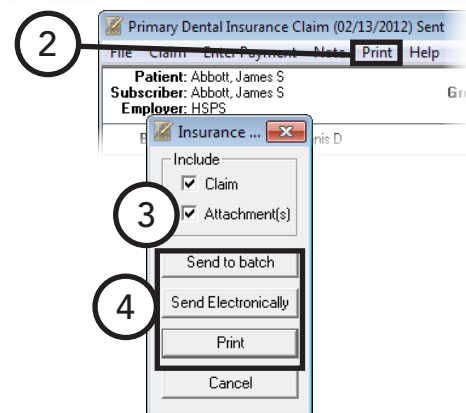 2
Primary Dental Insurance Claim (02/13/2012) Sent
File Claim Enter Payment Note Print Help
Patient: Abbott, James S
Subscriber: Abbott, James S
Employer: HSPS
Insurance ...
nis D
Include
Claim
3
Attachment(s)
4
Send to batch
Send Electronically
Print
Cancel